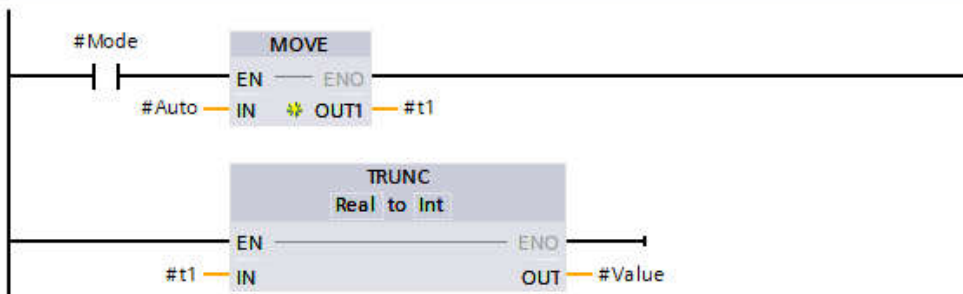 #Mode
MOVE
EN ENO
#Auto IN OUT1 #t1
TRUNC
Real to Int
EN ENO
#t1 IN OUT #Value